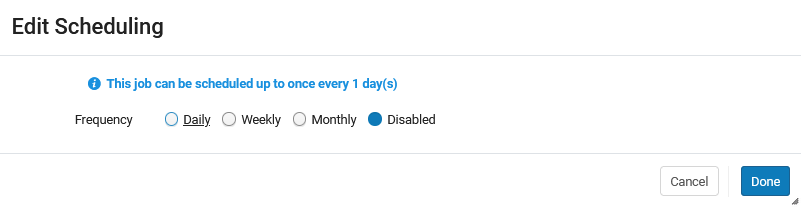 Edit Scheduling
This job can be scheduled up to once every 1 day(s)
Frequency Daily Weekly Monthly Disabled
Cancel Done